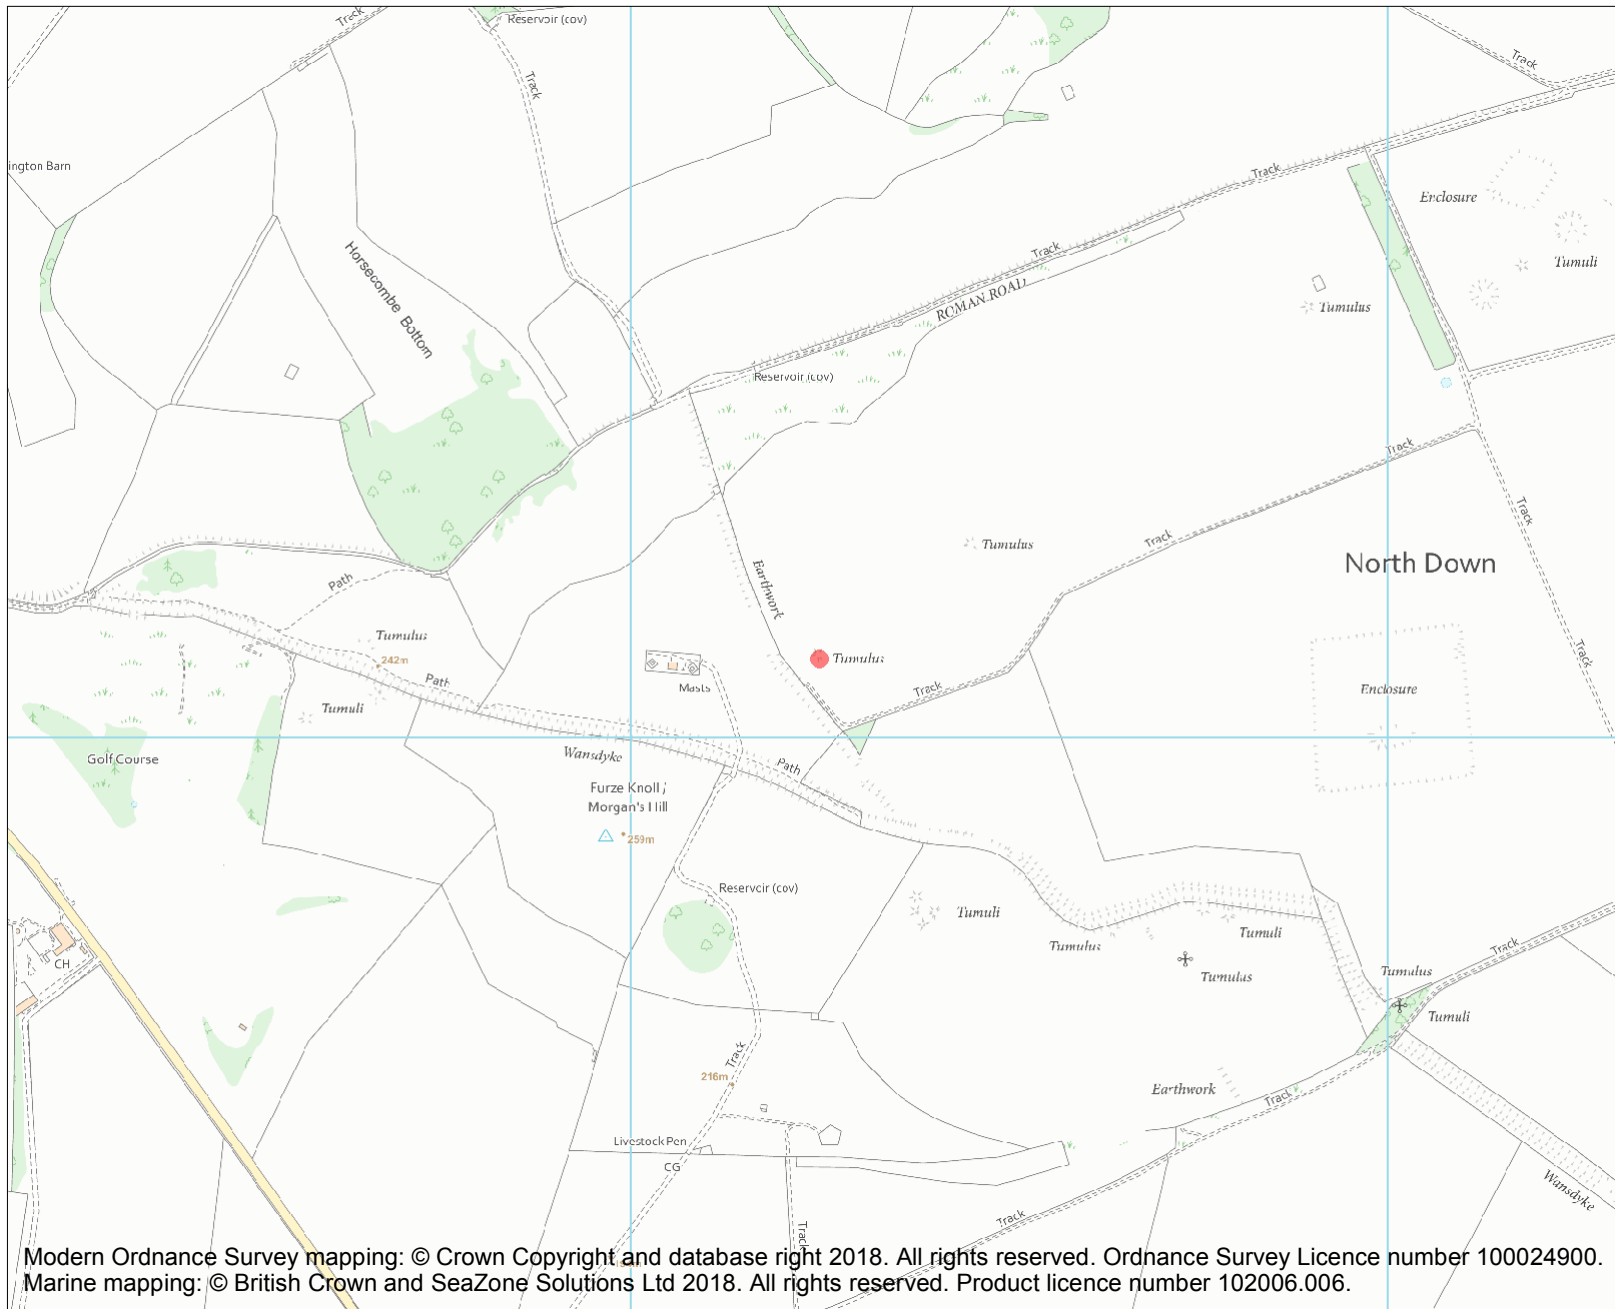 Track
Reservoir (cov)
Track
Track
ington Barn
Track
Enclosure
Horsecombe Bottom
Track
Tumuli
ROMAN ROAD
Tumulus
Reservoir (cov)
Track
Track
Tumulus
Track
North Down
Earthwork
Path
Tumulus
242m
Tumulus
Track
Path
Masts
Track
Enclosure
Tumuli
Wansdyke
Golf Course
Path
Furze Knoll /
Morgan's Hill
259m
Reservoir (cov)
Tumuli
Tumulus
Tumuli
Track
CH
Tumulus
Tumulus
Tumuli
Track
216m
Earthwork
Track
Livestock Pen
CG
Wansdyke
Track
Track
Modern Ordnance Survey mapping: © Crown Copyright and database right 2018. All rights reserved. Ordnance Survey Licence number 100024900.
Marine mapping: © British Crown and SeaZone Solutions Ltd 2018. All rights reserved. Product licence number 102006.006.